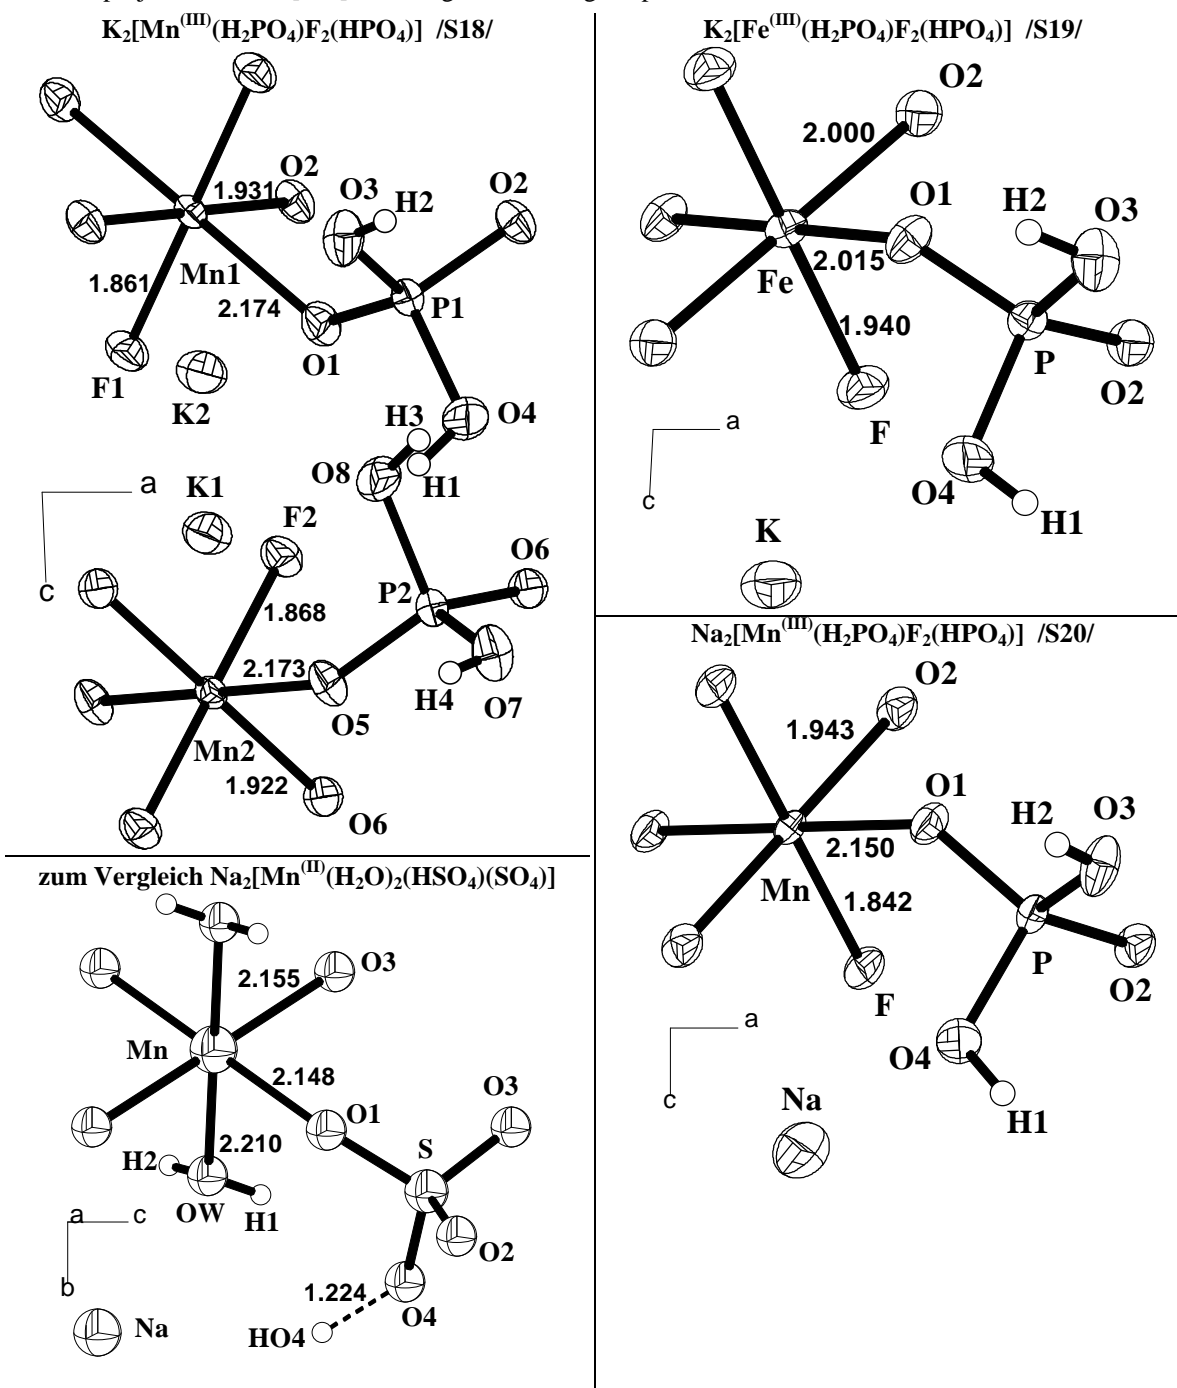 K₂[Mn⁽ᴵᴵᴵ⁾(H₂PO₄)F₂(HPO₄)] /S18/
O2
1.931
O3
H2
O2
Mn1
1.861
2.174
P1
O1
F1
K2
H3
O4
O8
H1
a
K1
F2
O6
c
P2
1.868
2.173
H4
O7
O5
Mn2
1.922
O6
zum Vergleich Na₂[Mn⁽ᴵᴵ⁾(H₂O)₂(HSO₄)(SO₄)]
2.155
O3
Mn
2.148
O3
O1
2.210
S
H2
OW
H1
a
c
O2
b
1.224
O4
Na
HO4
K₂[Fe⁽ᴵᴵᴵ⁾(H₂PO₄)F₂(HPO₄)] /S19/
O2
2.000
O1
H2
O3
2.015
Fe
1.940
P
O2
F
a
c
O4
H1
K
Na₂[Mn⁽ᴵᴵᴵ⁾(H₂PO₄)F₂(HPO₄)] /S20/
O2
1.943
O1
H2
O3
2.150
Mn
1.842
P
O2
F
a
O4
c
Na
H1